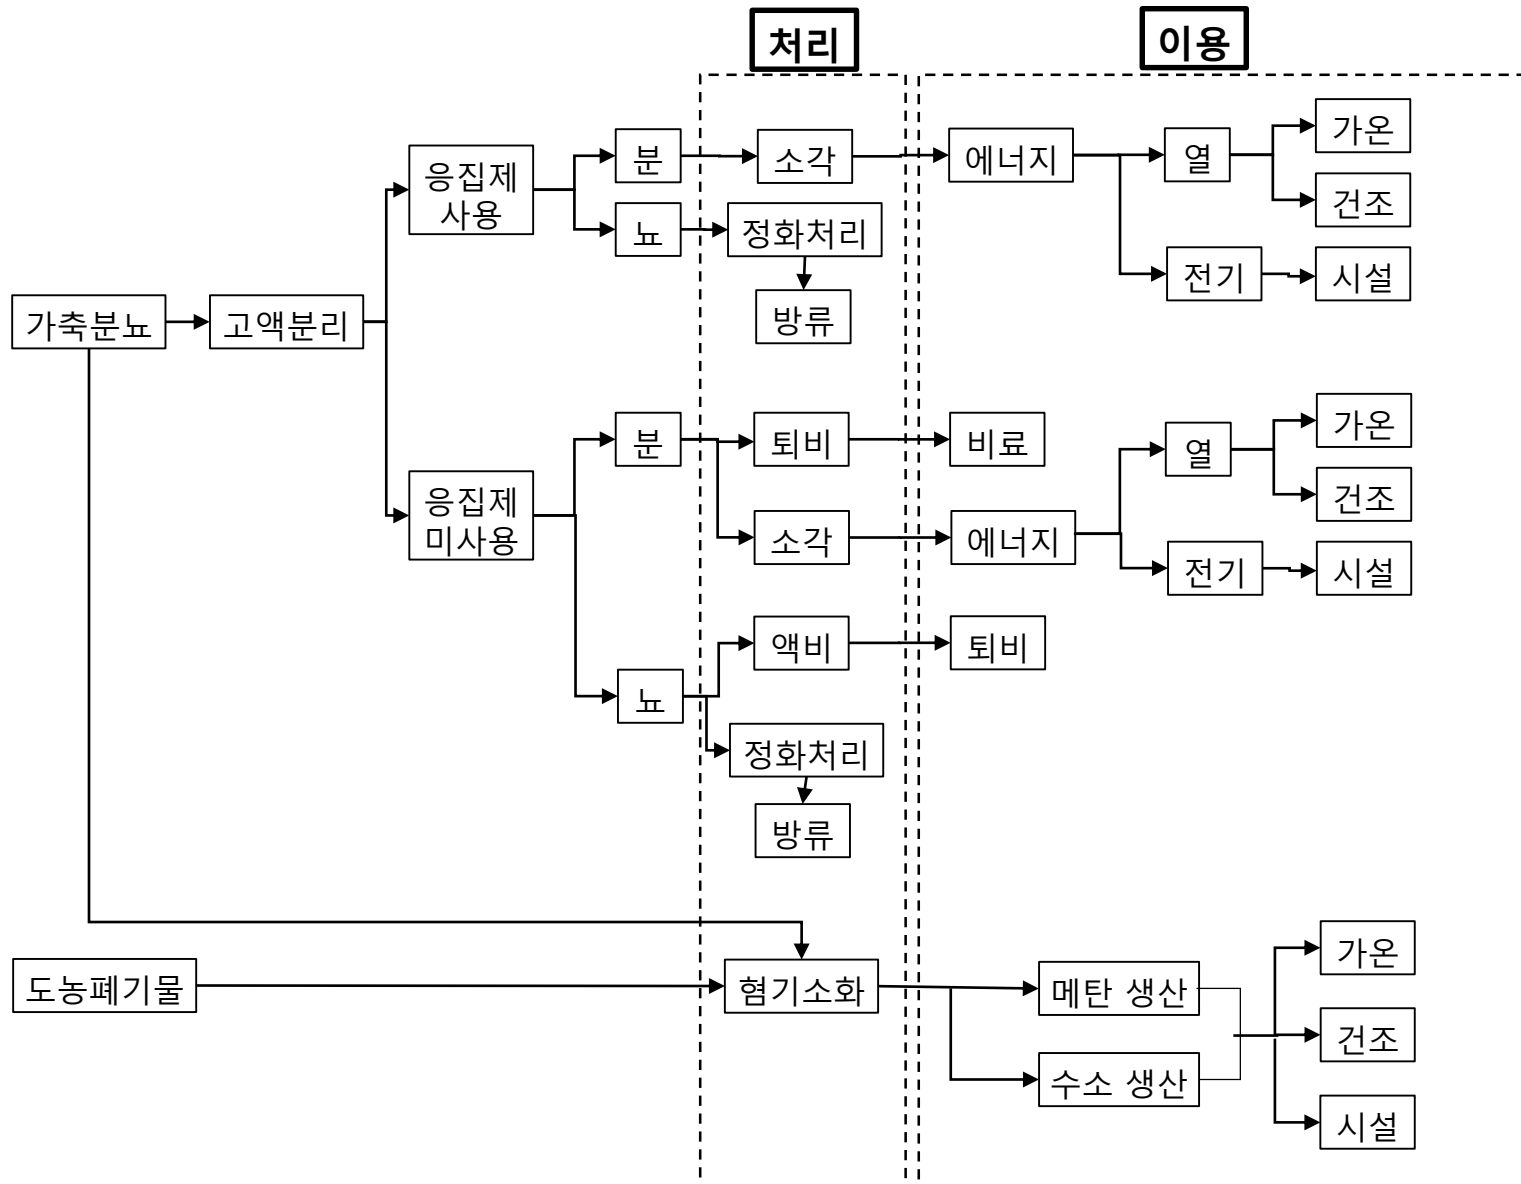 처리
이용
응집제
사용
분
소각
에너지
열
가온
건조
뇨
정화처리
전기
시설
방류
가축분뇨
고액분리
응집제
미사용
분
퇴비
비료
열
가온
건조
소각
에너지
전기
시설
액비
퇴비
뇨
정화처리
방류
도농폐기물
혐기소화
메탄 생산
수소 생산
가온
건조
시설